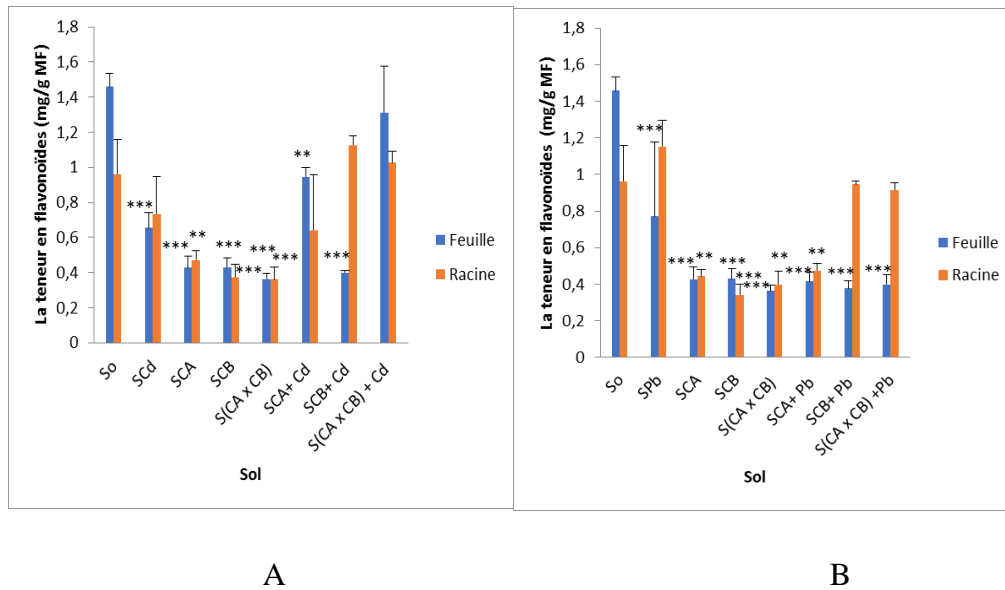 La teneur en flavonoïdes (mg/g MF)
1,8
1,6
1,4
1,2
1
0,8
0,6
0,4
0,2
0
***
*** **
***
***
***
***
**
***
So
SCd
SCA
SCB
S(CA x CB)
SCA+ Cd
SCB+ Cd
S(CA x CB) + Cd
Sol
Feuille
Racine
A
La teneur en flavonoïdes (mg/g MF)
1,8
1,6
1,4
1,2
1
0,8
0,6
0,4
0,2
0
***
*** **
***
***
***
**
***
**
***
***
So
SPb
SCA
SCB
S(CA x CB)
SCA+ Pb
SCB+ Pb
S(CA x CB) +Pb
Sol
Feuille
Racine
B